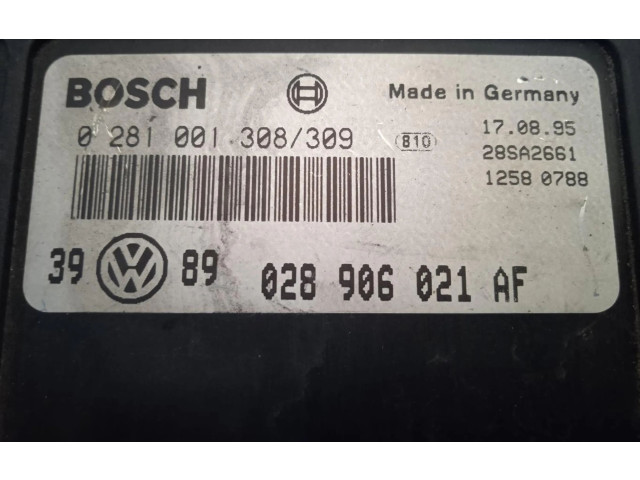 BOSCH Made in Germany
0 281 001 308/309 810 17.08.95
28SA2661
1258 0788
39 VW 89 028 906 021 AF